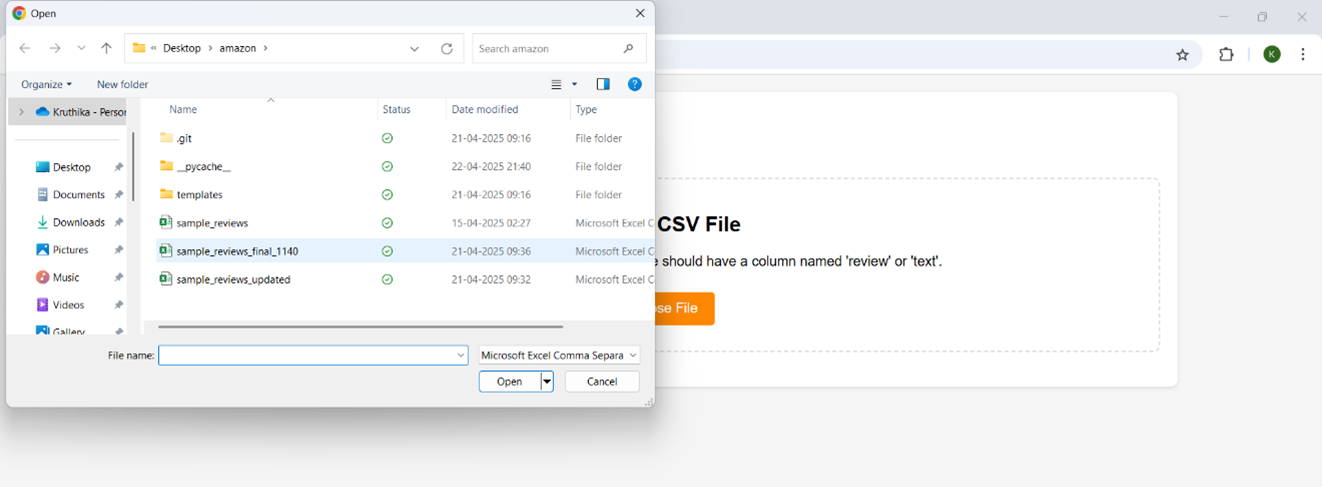 Open
« Desktop › amazon ›
Search amazon
K
Organize
New folder
?
Kruthika - Persor
Name
Status
Date modified
Type
.git
21-04-2025 09:16
File folder
__pycache__
22-04-2025 21:40
File folder
Desktop
templates
21-04-2025 09:16
File folder
Documents
sample_reviews
15-04-2025 02:27
Microsoft Excel C
Downloads
sample_reviews_final_1140
21-04-2025 09:36
Microsoft Excel C
Pictures
sample_reviews_updated
21-04-2025 09:32
Microsoft Excel C
Music
Videos
Gallery
CSV File
e should have a column named 'review' or 'text'.
ose File
File name:
Microsoft Excel Comma Separa
Open
Cancel